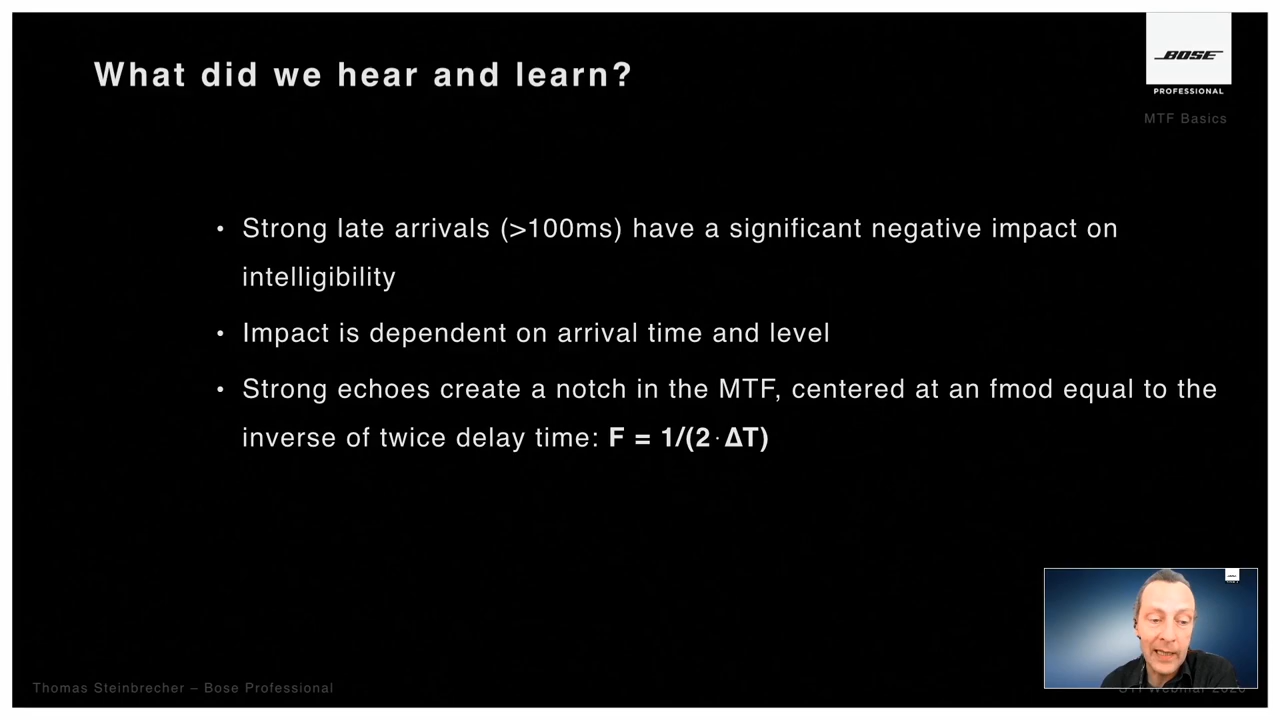 What did we hear and learn?
BOSE
PROFESSIONAL
MTF Basics
• Strong late arrivals (>100ms) have a significant negative impact on
intelligibility
• Impact is dependent on arrival time and level
• Strong echoes create a notch in the MTF, centered at an fmod equal to the
inverse of twice delay time: F = 1/(2·ΔT)
Thomas Steinbrecher – Bose Professional